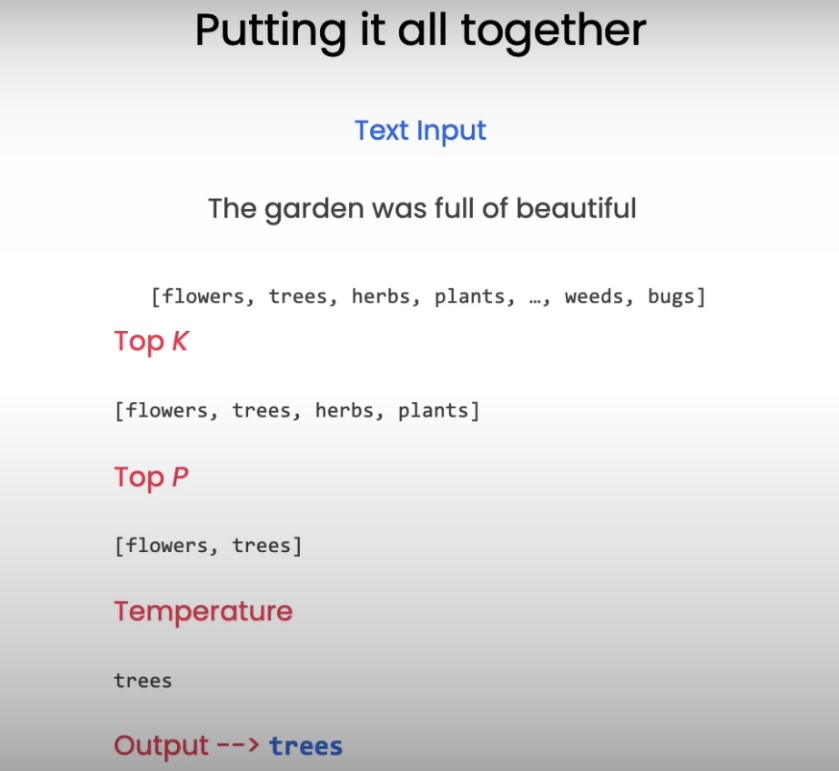 Putting it all together
Text Input
The garden was full of beautiful
[flowers, trees, herbs, plants, …, weeds, bugs]
Top K
[flowers, trees, herbs, plants]
Top P
[flowers, trees]
Temperature
trees
Output --> trees